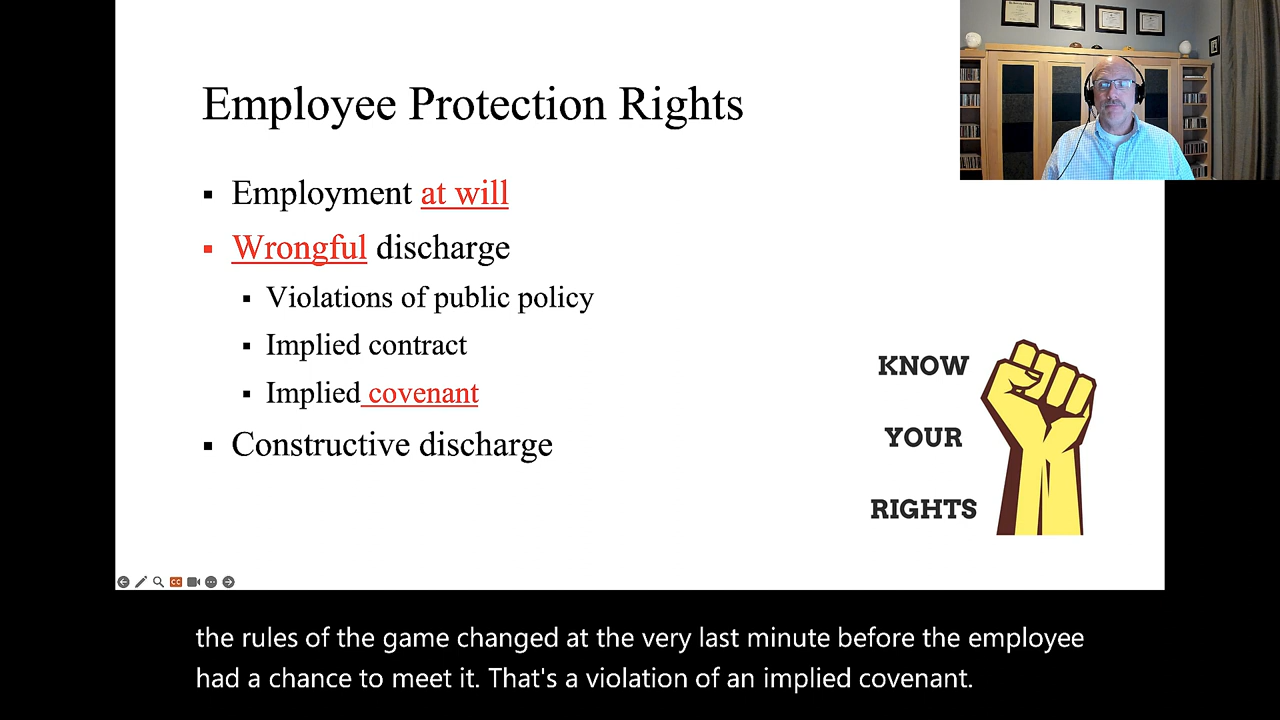 Employee Protection Rights
Employment at will
Wrongful discharge
Violations of public policy
Implied contract
Implied covenant
Constructive discharge
KNOW
YOUR
RIGHTS
CC
the rules of the game changed at the very last minute before the employee
had a chance to meet it. That's a violation of an implied covenant.